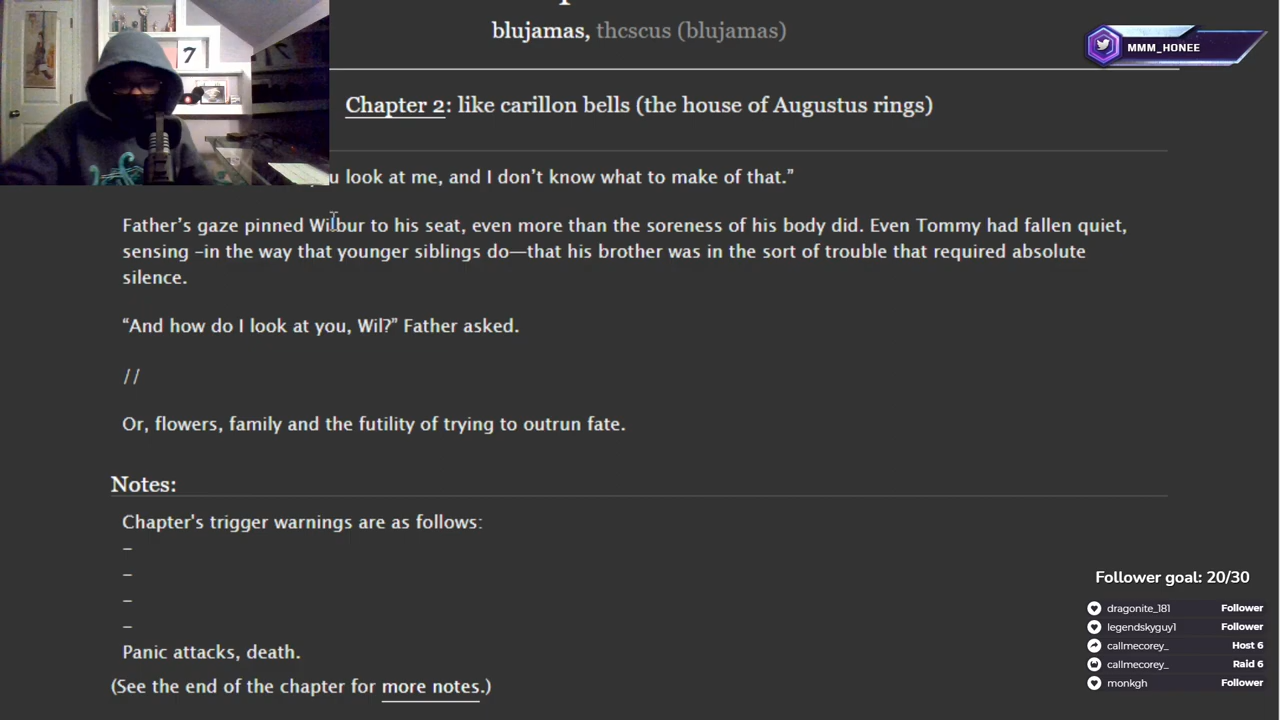 blujamas, thcscus (blujamas)
MMM_HONEE
7
Chapter 2: like carillon bells (the house of Augustus rings)
look at me, and I don’t know what to make of that.”
Father’s gaze pinned Wilbur to his seat, even more than the soreness of his body did. Even Tommy had fallen quiet,
sensing –in the way that younger siblings do—that his brother was in the sort of trouble that required absolute
silence.
“And how do I look at you, Wil?” Father asked.
//
Or, flowers, family and the futility of trying to outrun fate.
Notes:
Chapter's trigger warnings are as follows:
–
–
–
–
Panic attacks, death.
(See the end of the chapter for more notes.)
Follower goal: 20/30
dragonite_181 Follower
legendskyguy1 Follower
callmecorey_ Host 6
callmecorey_ Raid 6
monkgh Follower